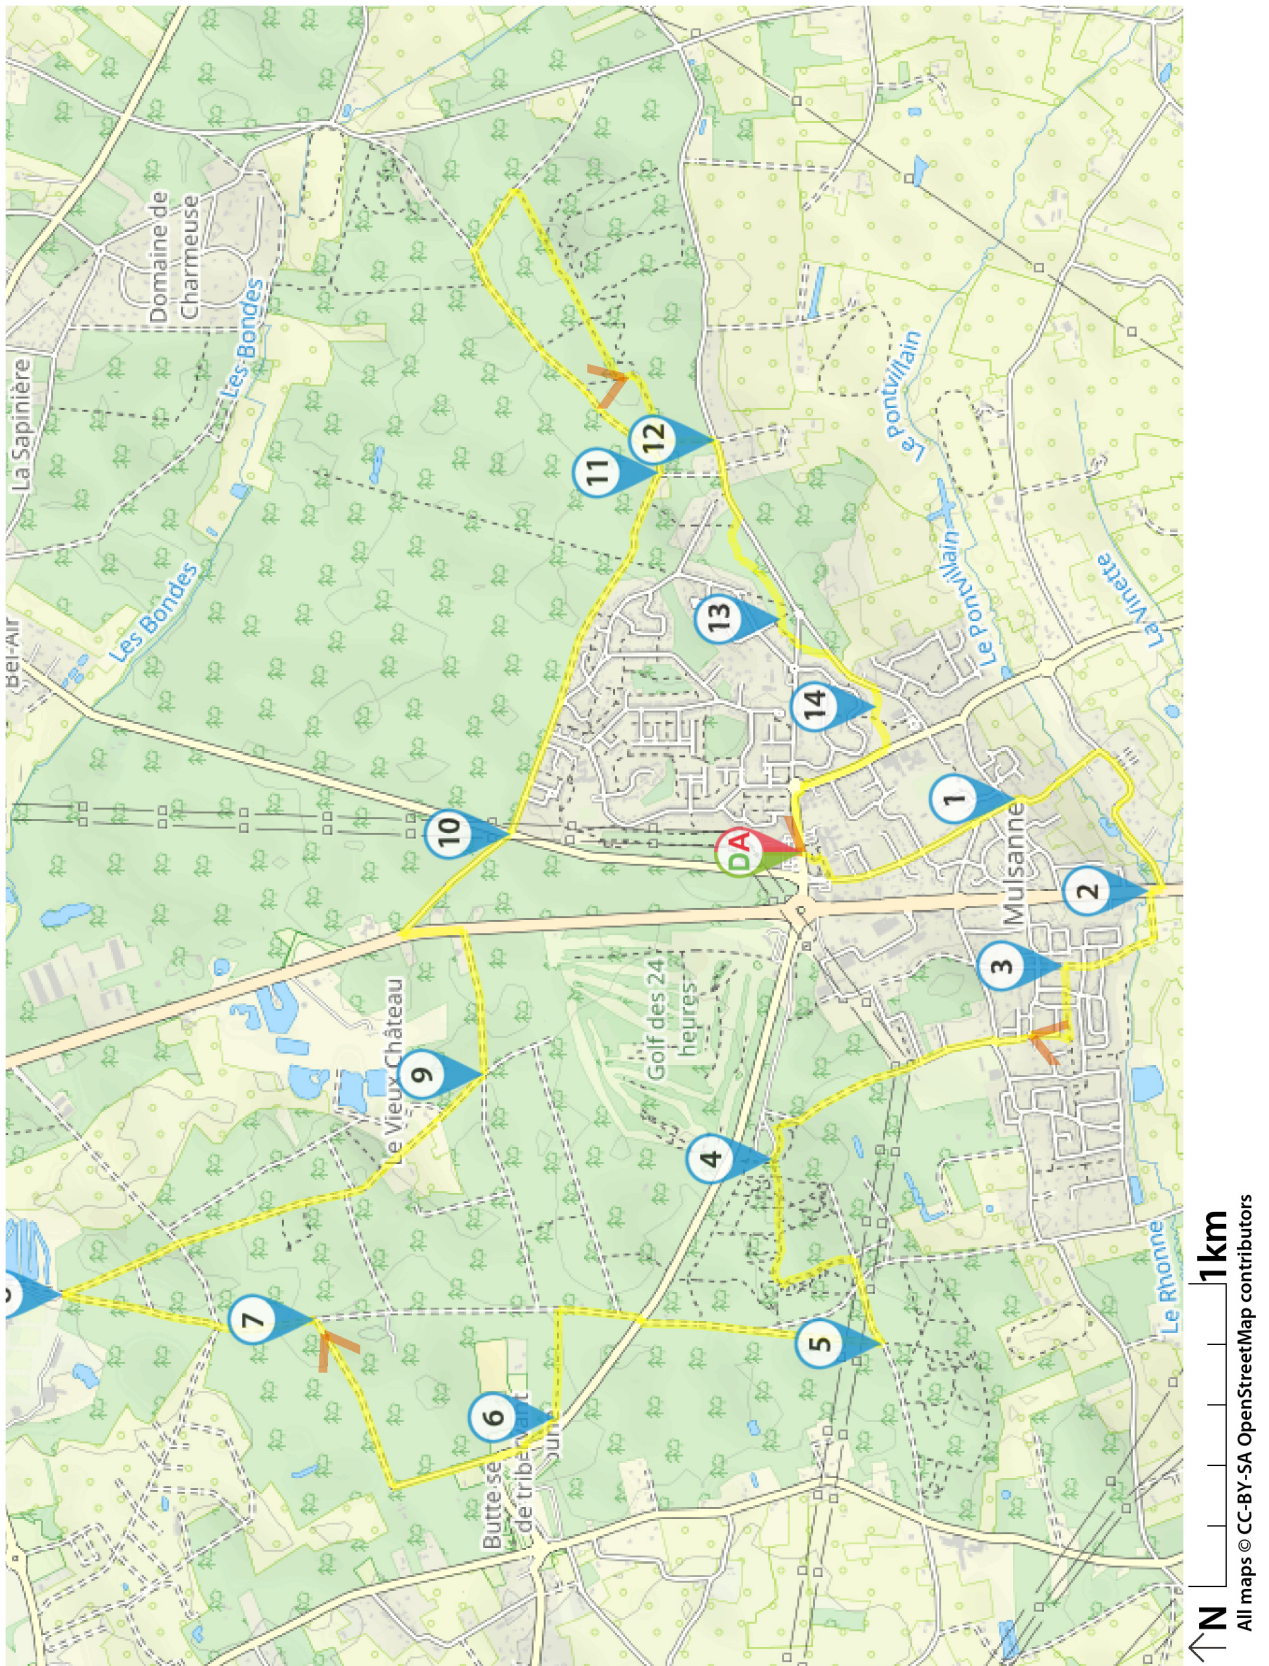 La Sapinière
Domaine de
Charmeuse
Les Bondes
Les Bondes
Bel-Air
11
12
13
14
10
DA
1
2
3
4
5
6
7
9
Le Vieux Château
Golf des 24
heures
Mulsanne
Le Pontvillain
Le Pontvillain
La Vinette
Le Rhonne
Butte se
de tribe
N
1km
All maps © CC-BY-SA OpenStreetMap contributors